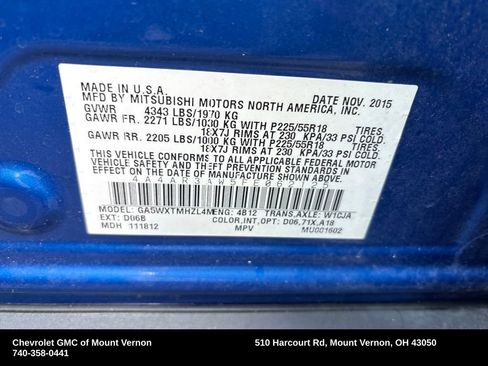 MADE IN U.S.A. DATE NOV. 2015
MFD BY MITSUBISHI MOTORS NORTH AMERICA, INC.
GVWR 4343 LBS/1970 KG
GAWR FR. 2271 LBS/1030 KG WITH P225/55R18 TIRES.
18X7J RIMS AT 230 KPA/33 PSI COLD
GAWR RR. 2205 LBS/1000 KG WITH P225/55R18 TIRES.
18X7J RIMS AT 230 KPA/33 PSI COLD
THIS VEHICLE CONFORMS TO ALL APPLICABLE FEDERAL MOTOR
VEHICLE SAFETY AND THEFT PREVENTION STANDARDS IN
EFFECT ON THE DATE OF MANUFACTURE SHOWN ABOVE.
4A4AR3AW5FE062125
GA5WXTMHZL4M ENG: 4B12 TRANS,AXLE: W1CJA
EXT: D06B COLOR,INT,OPT: D06,71X,A18
MDH 111812 MPV MU001602
Chevrolet GMC of Mount Vernon 510 Harcourt Rd, Mount Vernon, OH 43050
740-358-0441